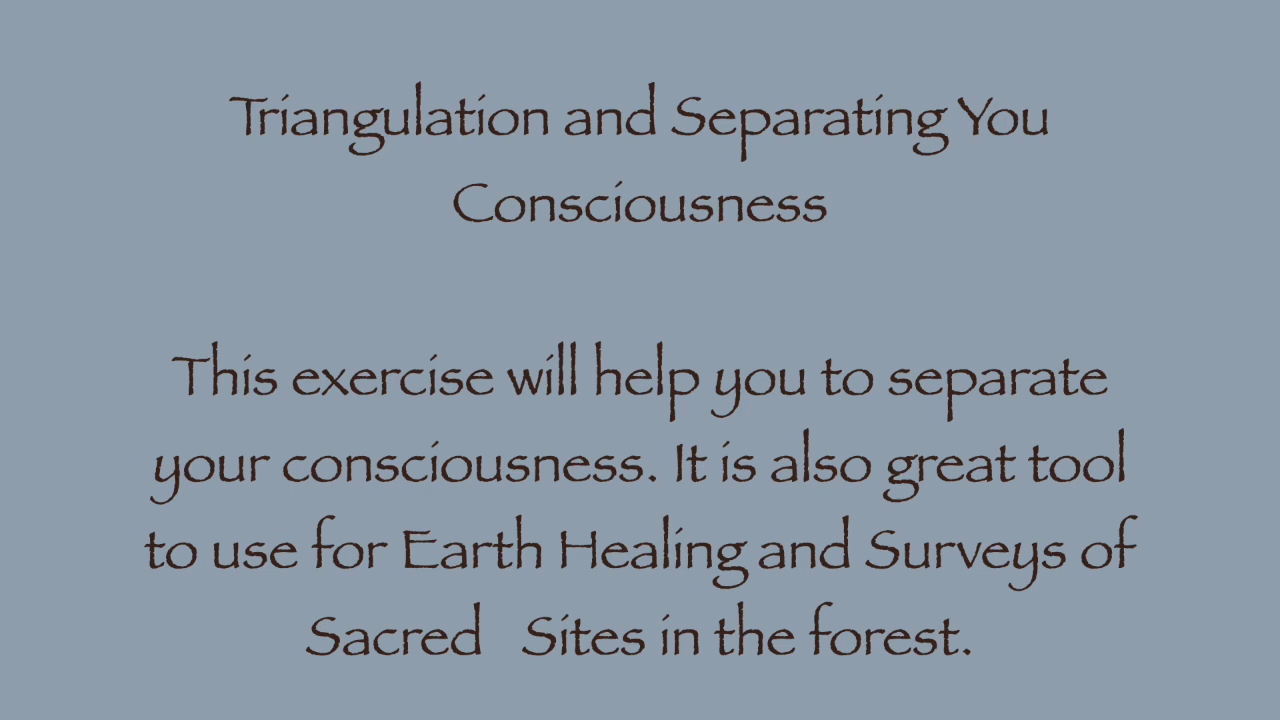 Triangulation and Separating You
Consciousness
This exercise will help you to separate
your consciousness. It is also great tool
to use for Earth Healing and Surveys of
Sacred   Sites in the forest.